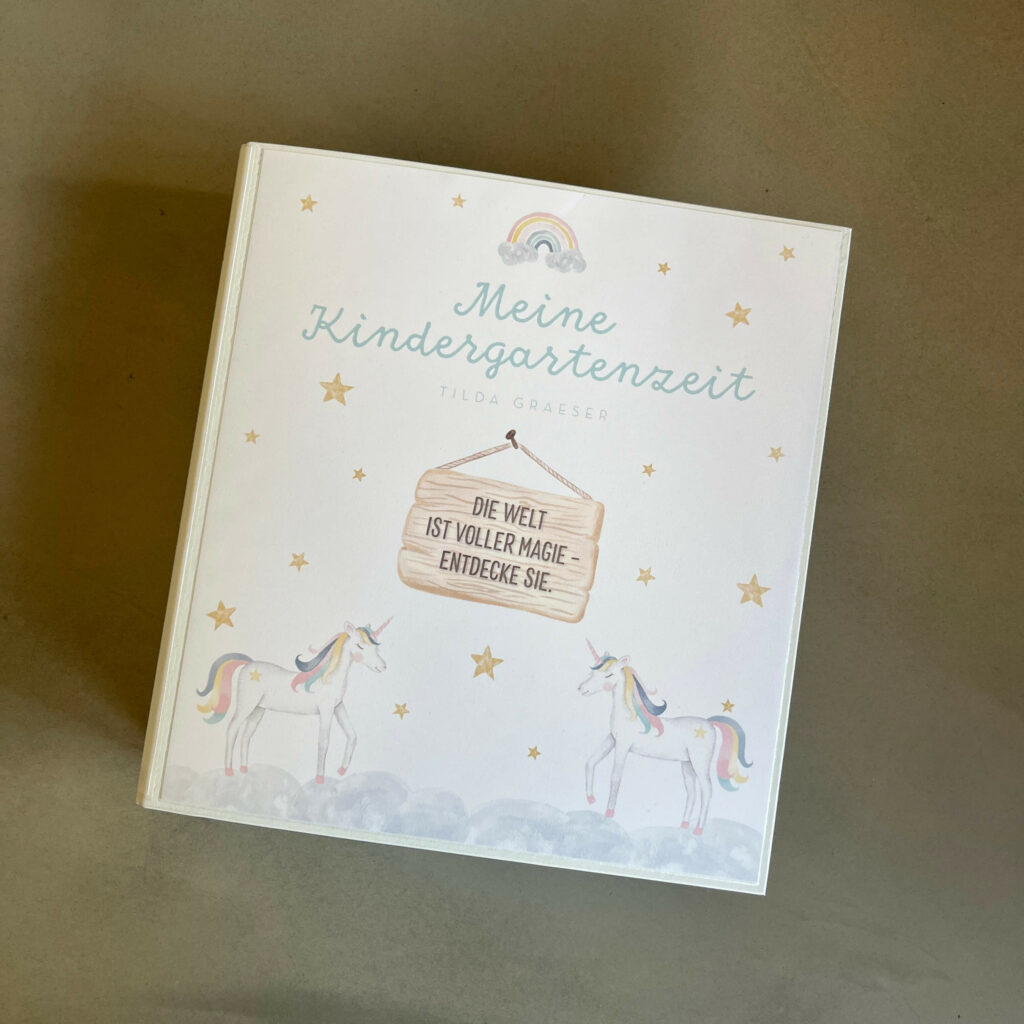 Meine
Kindergartenzeit
TILDA GRAESER
DIE WELT
IST VOLLER MAGIE –
ENTDECKE SIE.